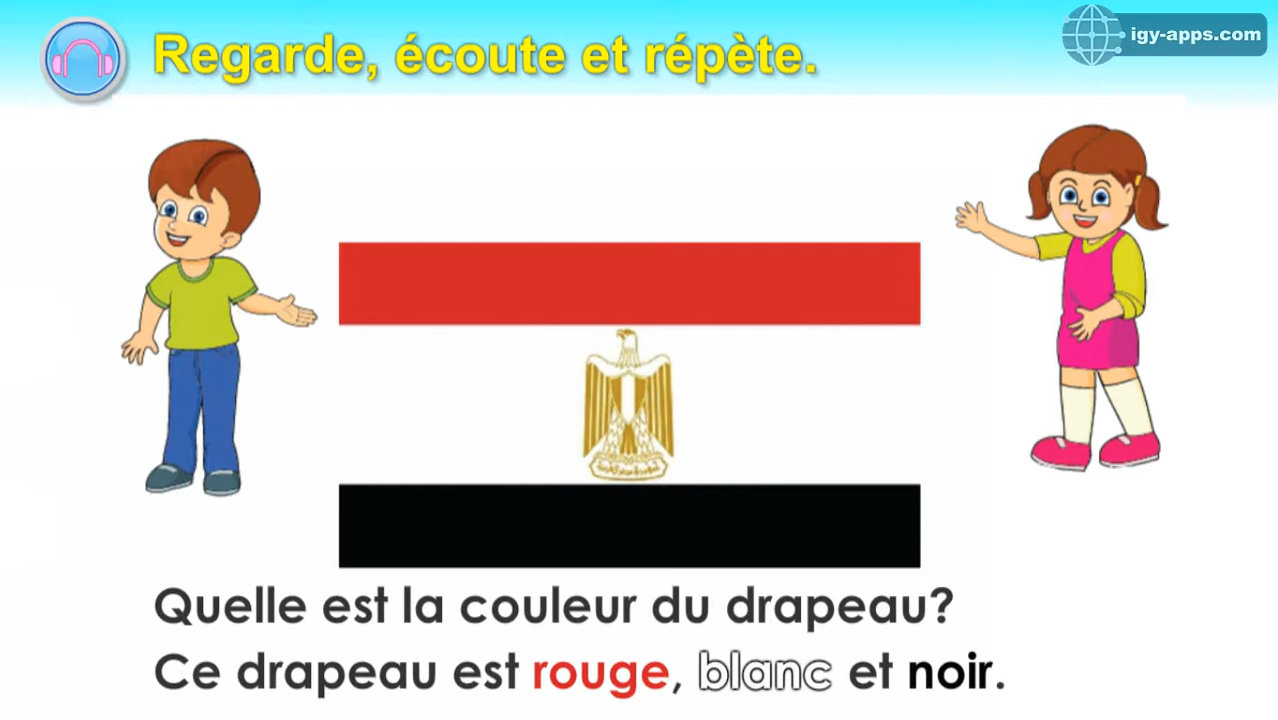 Regarde, écoute et répète.
igy-apps.com
Quelle est la couleur du drapeau?
Ce drapeau est rouge, blanc et noir.